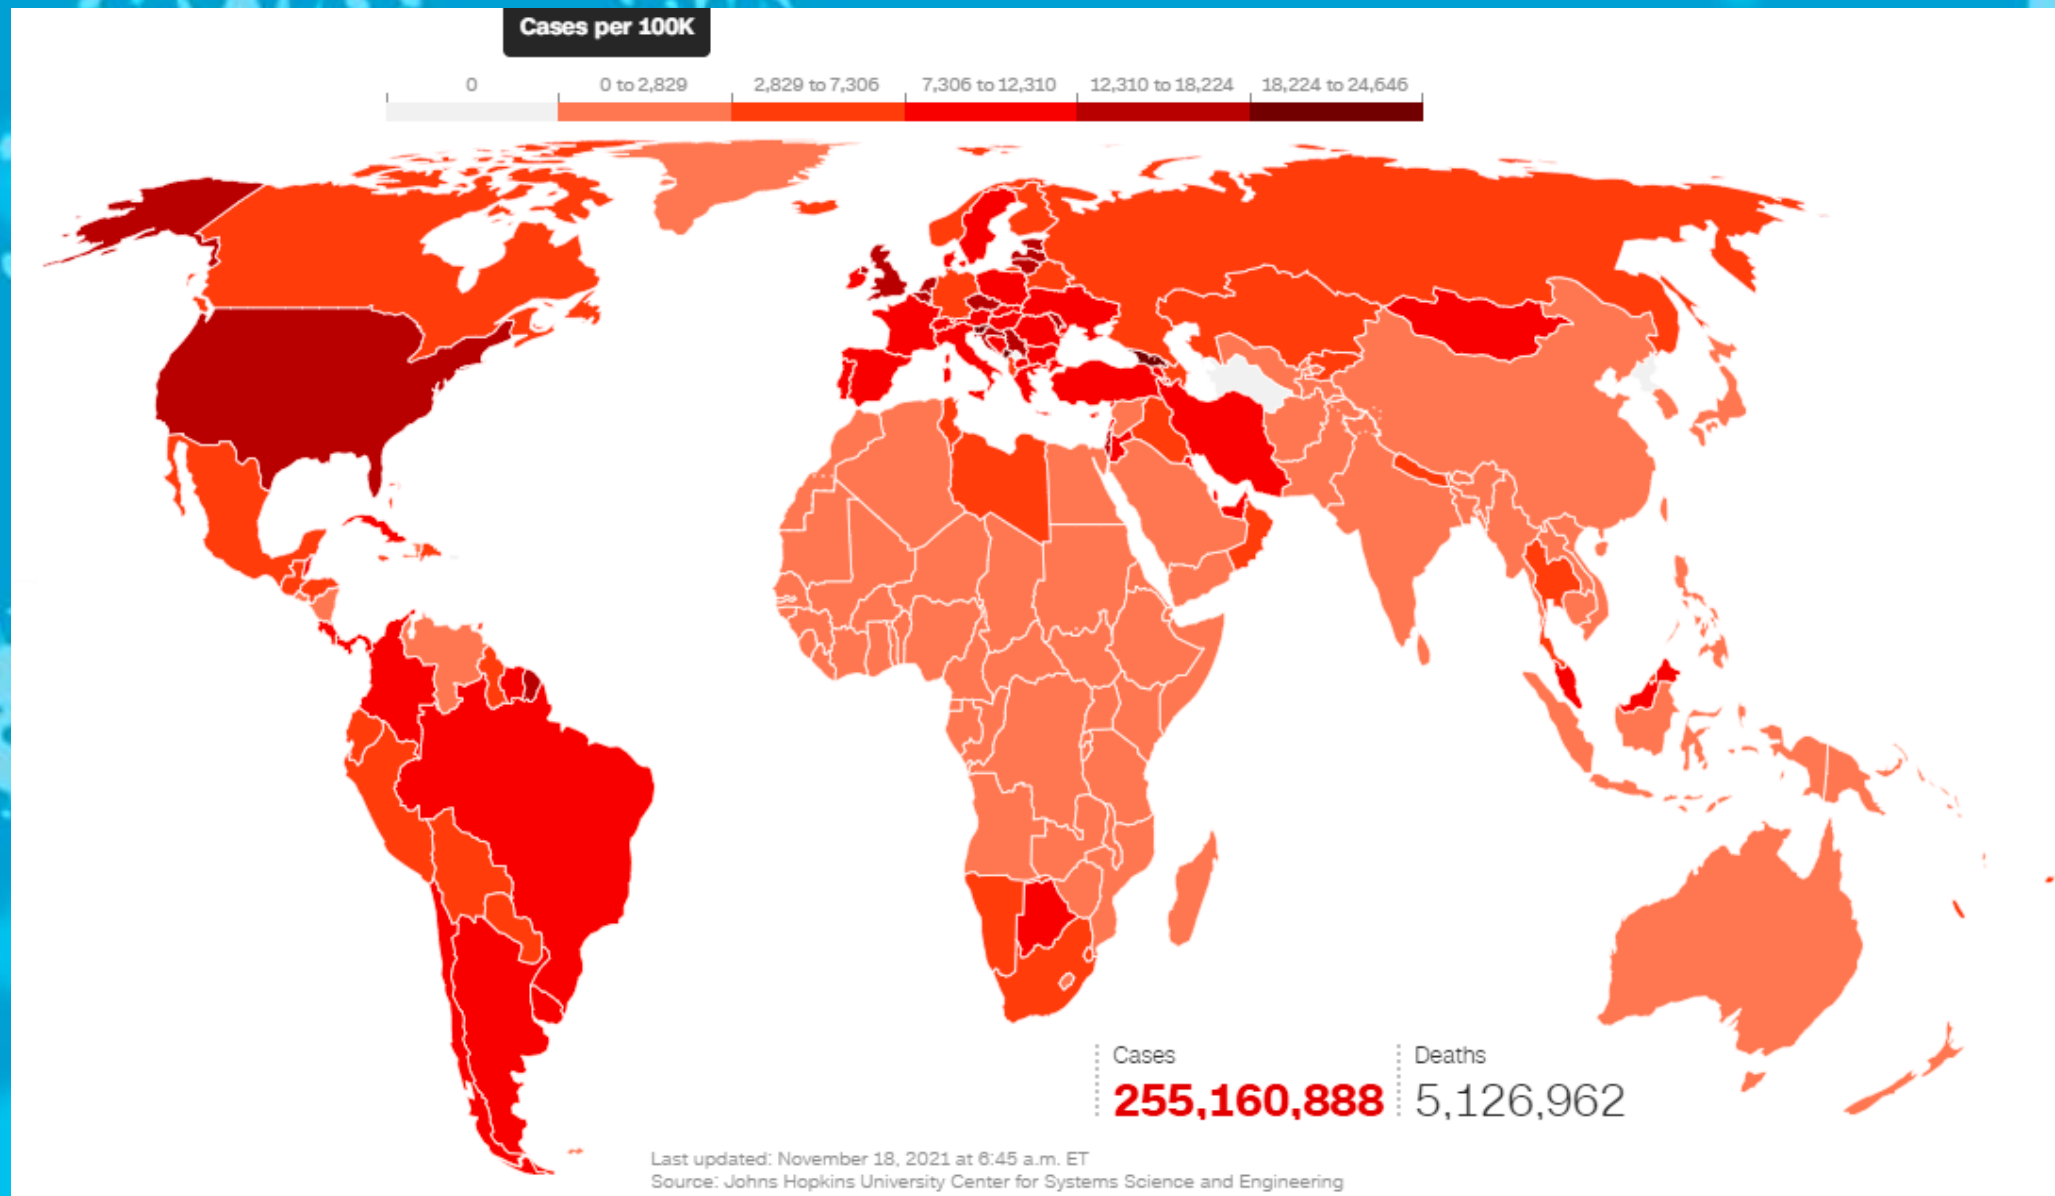 Cases per 100K
0 0 to 2,829 2,829 to 7,306 7,306 to 12,310 12,310 to 18,224 18,224 to 24,646
Cases Deaths
255,160,888 5,126,962
Last updated: November 18, 2021 at 6:45 a.m. ET
Source: Johns Hopkins University Center for Systems Science and Engineering